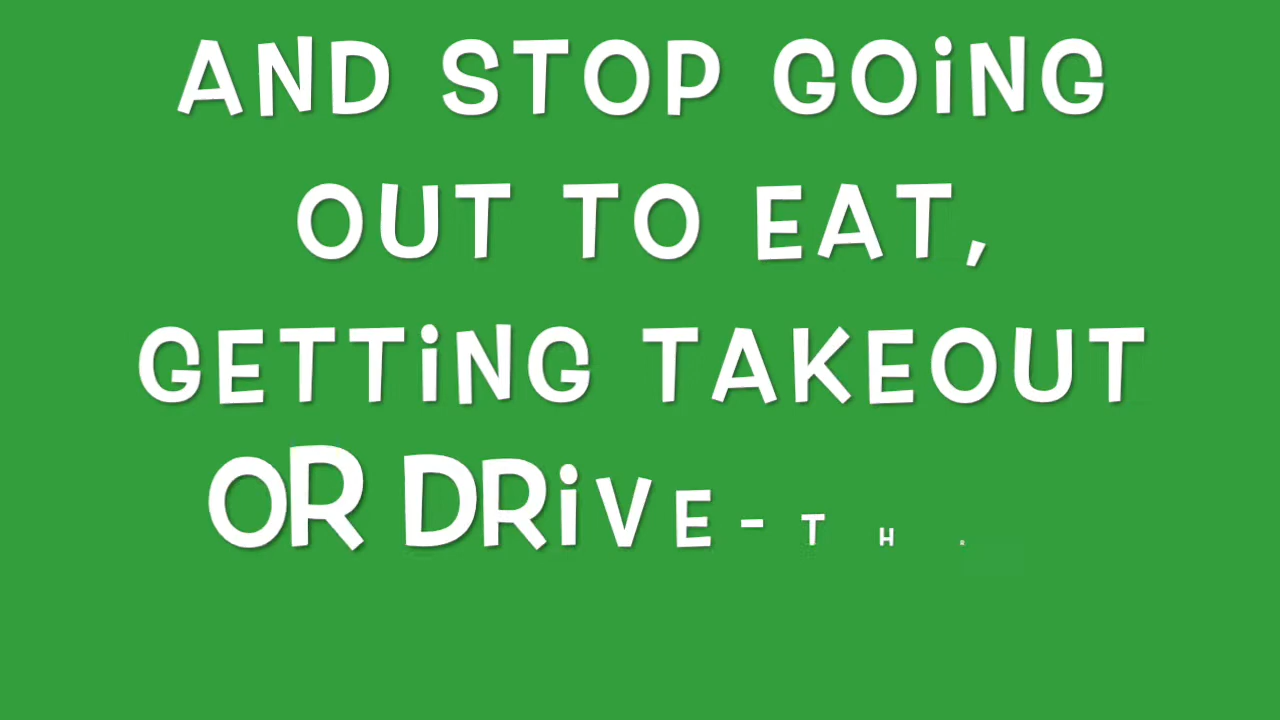 AND STOP GOiNG
OUT TO EAT,
GETTiNG TAKEOUT
OR DRiVE-TH